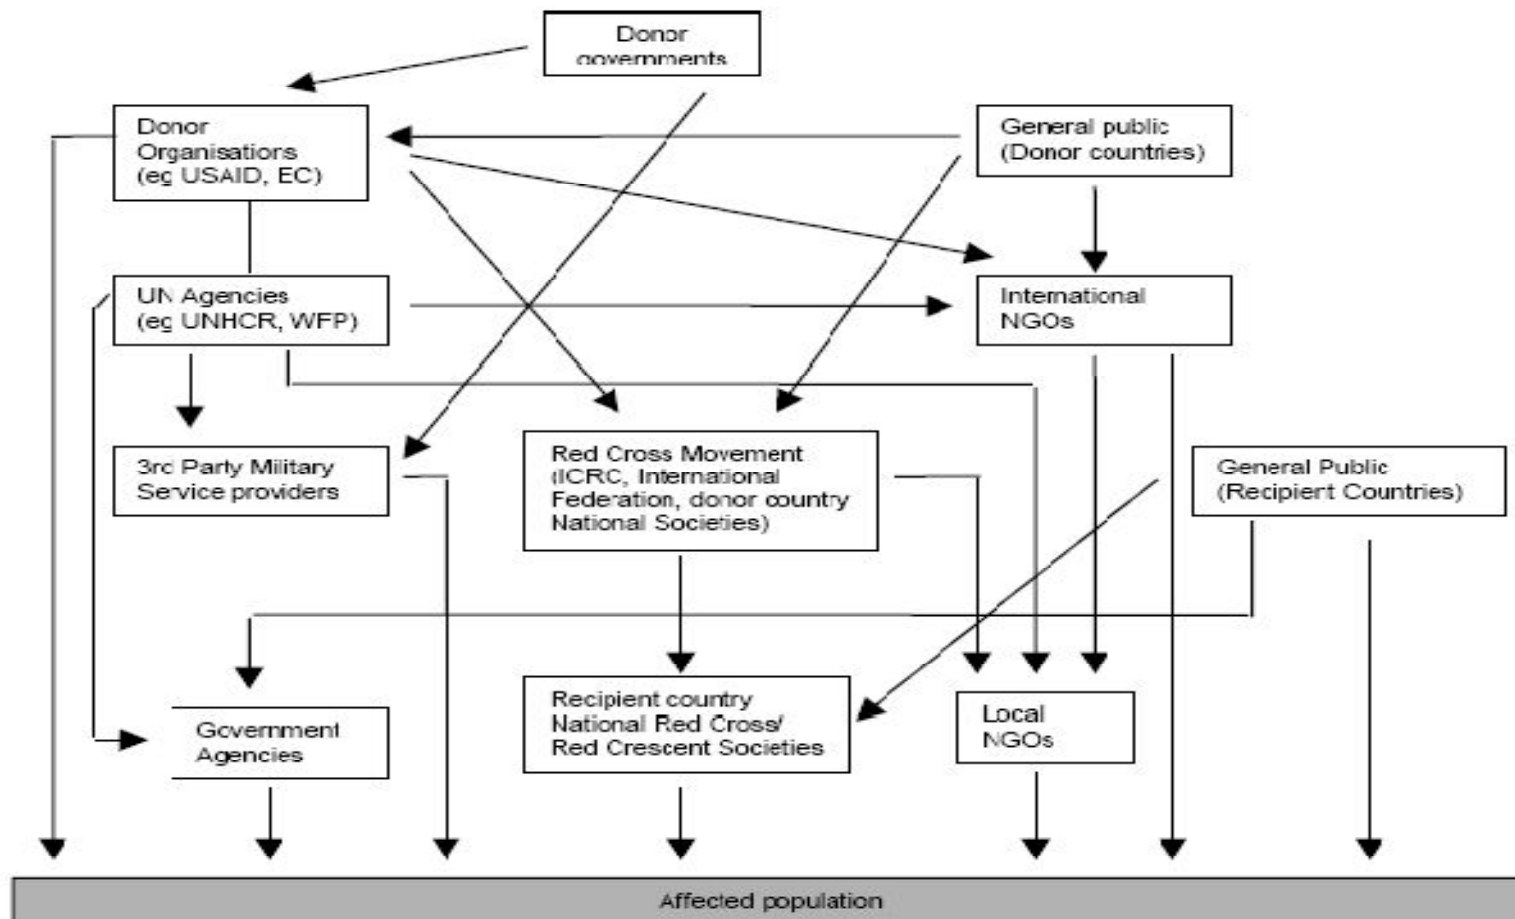 Donor
governments
Donor
Organisations
(eg USAID, EC)
General public
(Donor countries)
UN Agencies
(eg UNHCR, WFP)
International
NGOs
3rd Party Military
Service providers
Red Cross Movement
(ICRC, International
Federation, donor country
National Societies)
General Public
(Recipient Countries)
Government
Agencies
Recipient country
National Red Cross/
Red Crescent Societies
Local
NGOs
Affected population